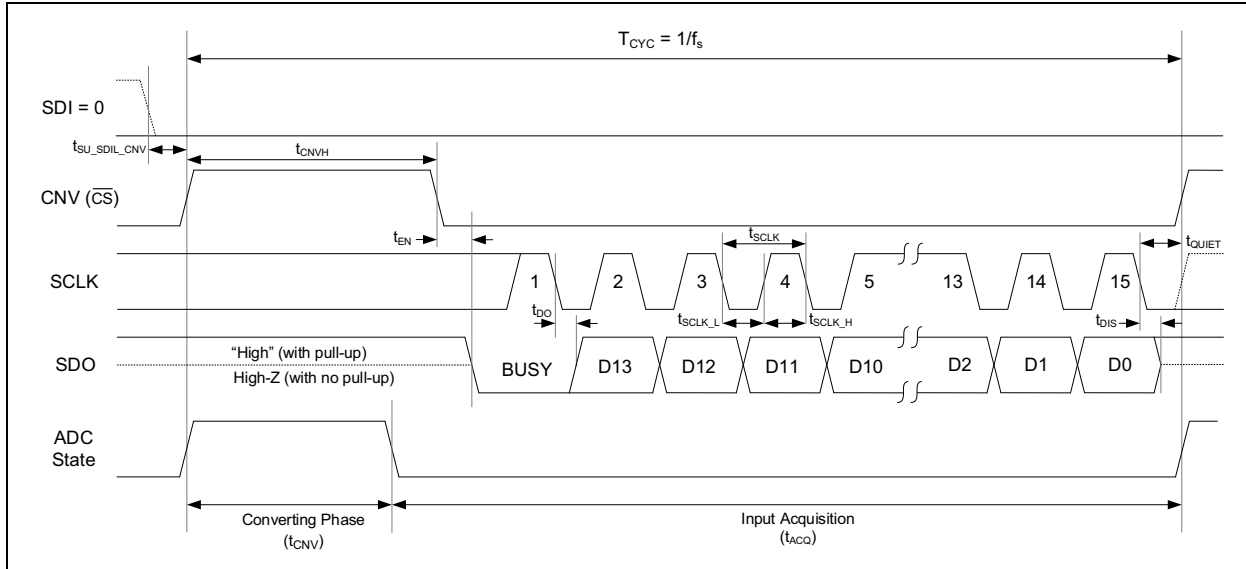 T_CYC = 1/f_s
SDI = 0
t_SU_SDIL_CNV
t_CNVH
CNV (C̅S̅)
t_EN
t_SCLK
t_QUIET
SCLK
1 2 3 4 5 13 14 15
t_DO
t_SCLK_L
t_SCLK_H
t_DIS
"High" (with pull-up)
SDO
High-Z (with no pull-up)
BUSY D13 D12 D11 D10 D2 D1 D0
ADC
State
Converting Phase
(t_CNV)
Input Acquisition
(t_ACQ)